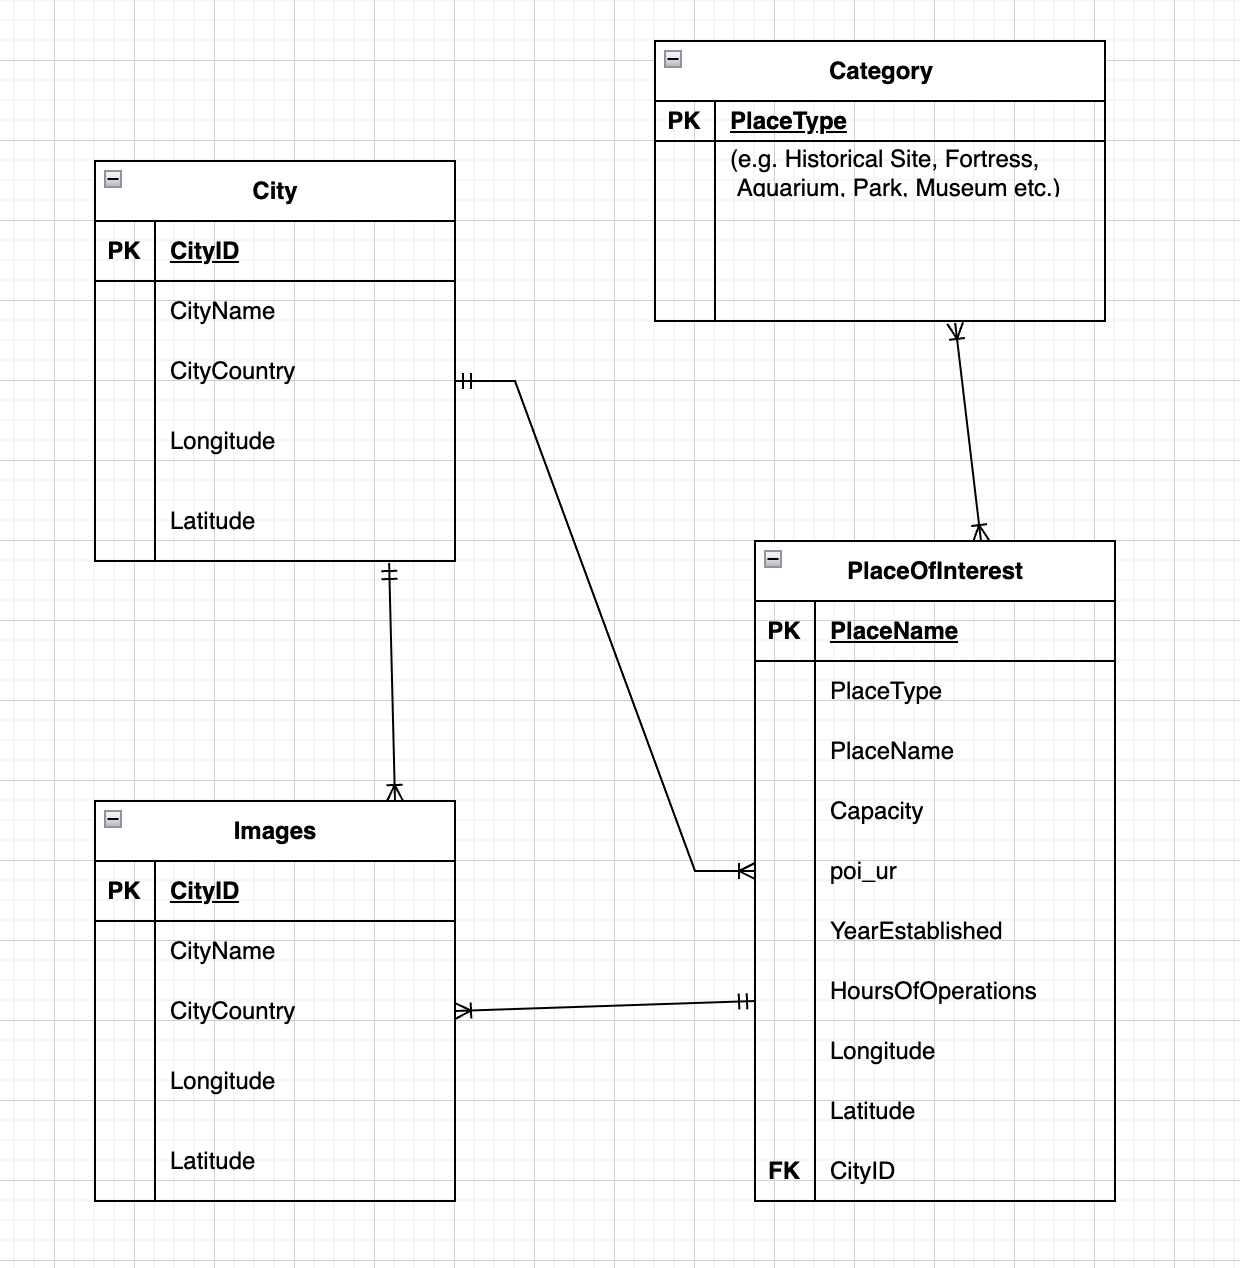 Category
PK PlaceType
(e.g. Historical Site, Fortress,
Aquarium, Park, Museum etc.)
City
PK CityID
CityName
CityCountry
Longitude
Latitude
PlaceOfInterest
PK PlaceName
PlaceType
PlaceName
Capacity
poi_ur
YearEstablished
HoursOfOperations
Longitude
Latitude
FK CityID
Images
PK CityID
CityName
CityCountry
Longitude
Latitude